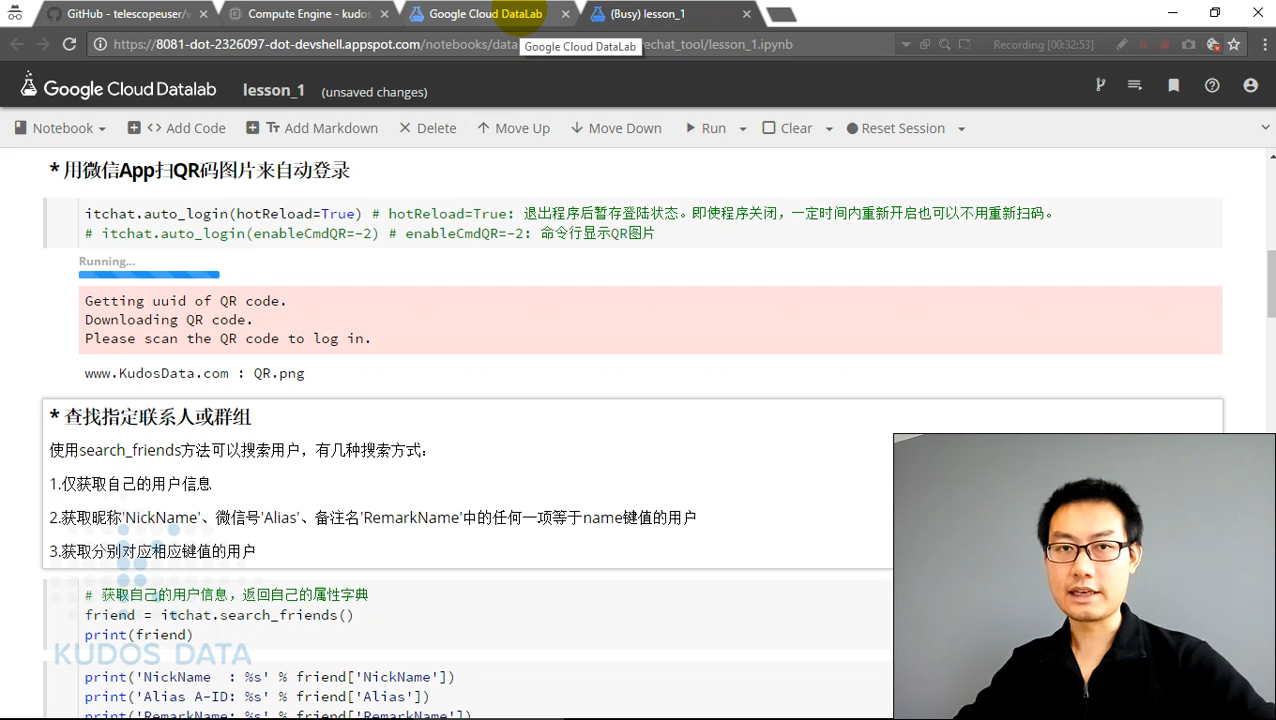 GitHub - telescopeuser/v
Compute Engine - kudos
Google Cloud DataLab
(Busy) lesson_1
https://8081-dot-2326097-dot-devshell.appspot.com/notebooks/data
echat_tool/lesson_1.ipynb
Recording [00:32:53]
Google Cloud DataLab
Google Cloud Datalab
lesson_1
(unsaved changes)
Notebook
<> Add Code
Tт Add Markdown
Delete
Move Up
Move Down
Run
Clear
Reset Session
* 用微信App扫QR码图片来自动登录
itchat.auto_login(hotReload=True) # hotReload=True: 退出程序后暂存登陆状态。即使程序关闭，一定时间内重新开启也可以不用重新扫码。
# itchat.auto_login(enableCmdQR=-2) # enableCmdQR=-2: 命令行显示QR图片
Running...
Getting uuid of QR code.
Downloading QR code.
Please scan the QR code to log in.
www.KudosData.com : QR.png
* 查找指定联系人或群组
使用search_friends方法可以搜索用户，有几种搜索方式：
1.仅获取自己的用户信息
2.获取昵称'NickName'、微信号'Alias'、备注名'RemarkName'中的任何一项等于name键值的用户
3.获取分别对应相应键值的用户
# 获取自己的用户信息，返回自己的属性字典
friend = itchat.search_friends()
print(friend)
KUDOS DATA
print('NickName  : %s' % friend['NickName'])
print('Alias A-ID: %s' % friend['Alias'])
print('RemarkName: %s' % friend['RemarkName'])